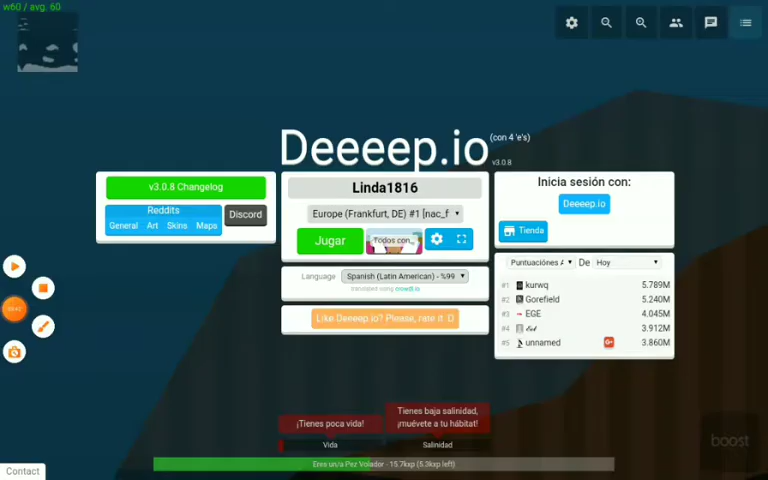 w60 / avg. 60
Deeeep.io
(con 4 'e's')
v3.0.8
v3.0.8 Changelog
Reddits
General Art Skins Maps
Discord
Linda1816
Europe (Frankfurt, DE) #1 [nac_f
Jugar
Todos con
Language
Spanish (Latin American) - %99
translated using crowdl.io
Like Deeeep.io? Please, rate it :D
Inicia sesión con:
Deeeep.io
Tienda
Puntuaciónes
De
Hoy
#1 kurwq 5.789M
#2 Gorefield 5.240M
#3 EGE 4.045M
#4 3.912M
#5 unnamed 3.860M
¡Tienes poca vida!
Tienes baja salinidad,
¡muévete a tu hábitat!
Vida
Salinidad
boost
Eres un/a Pez Volador - 15.7kxp (5.3kxp left)
Contact